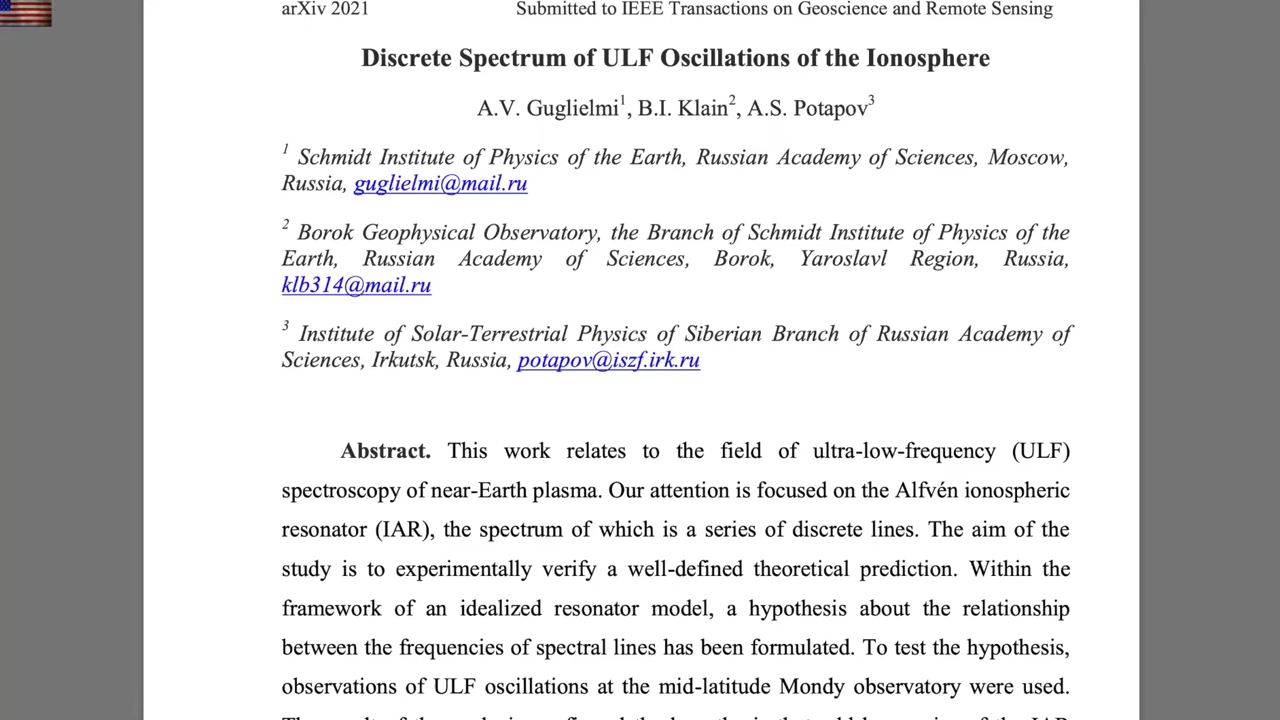 arXiv 2021 Submitted to IEEE Transactions on Geoscience and Remote Sensing
Discrete Spectrum of ULF Oscillations of the Ionosphere
A.V. Guglielmi1, B.I. Klain2, A.S. Potapov3
1 Schmidt Institute of Physics of the Earth, Russian Academy of Sciences, Moscow,
Russia, guglielmi@mail.ru
2 Borok Geophysical Observatory, the Branch of Schmidt Institute of Physics of the
Earth, Russian Academy of Sciences, Borok, Yaroslavl Region, Russia,
klb314@mail.ru
3 Institute of Solar-Terrestrial Physics of Siberian Branch of Russian Academy of
Sciences, Irkutsk, Russia, potapov@iszf.irk.ru
Abstract. This work relates to the field of ultra-low-frequency (ULF)
spectroscopy of near-Earth plasma. Our attention is focused on the Alfvén ionospheric
resonator (IAR), the spectrum of which is a series of discrete lines. The aim of the
study is to experimentally verify a well-defined theoretical prediction. Within the
framework of an idealized resonator model, a hypothesis about the relationship
between the frequencies of spectral lines has been formulated. To test the hypothesis,
observations of ULF oscillations at the mid-latitude Mondy observatory were used.